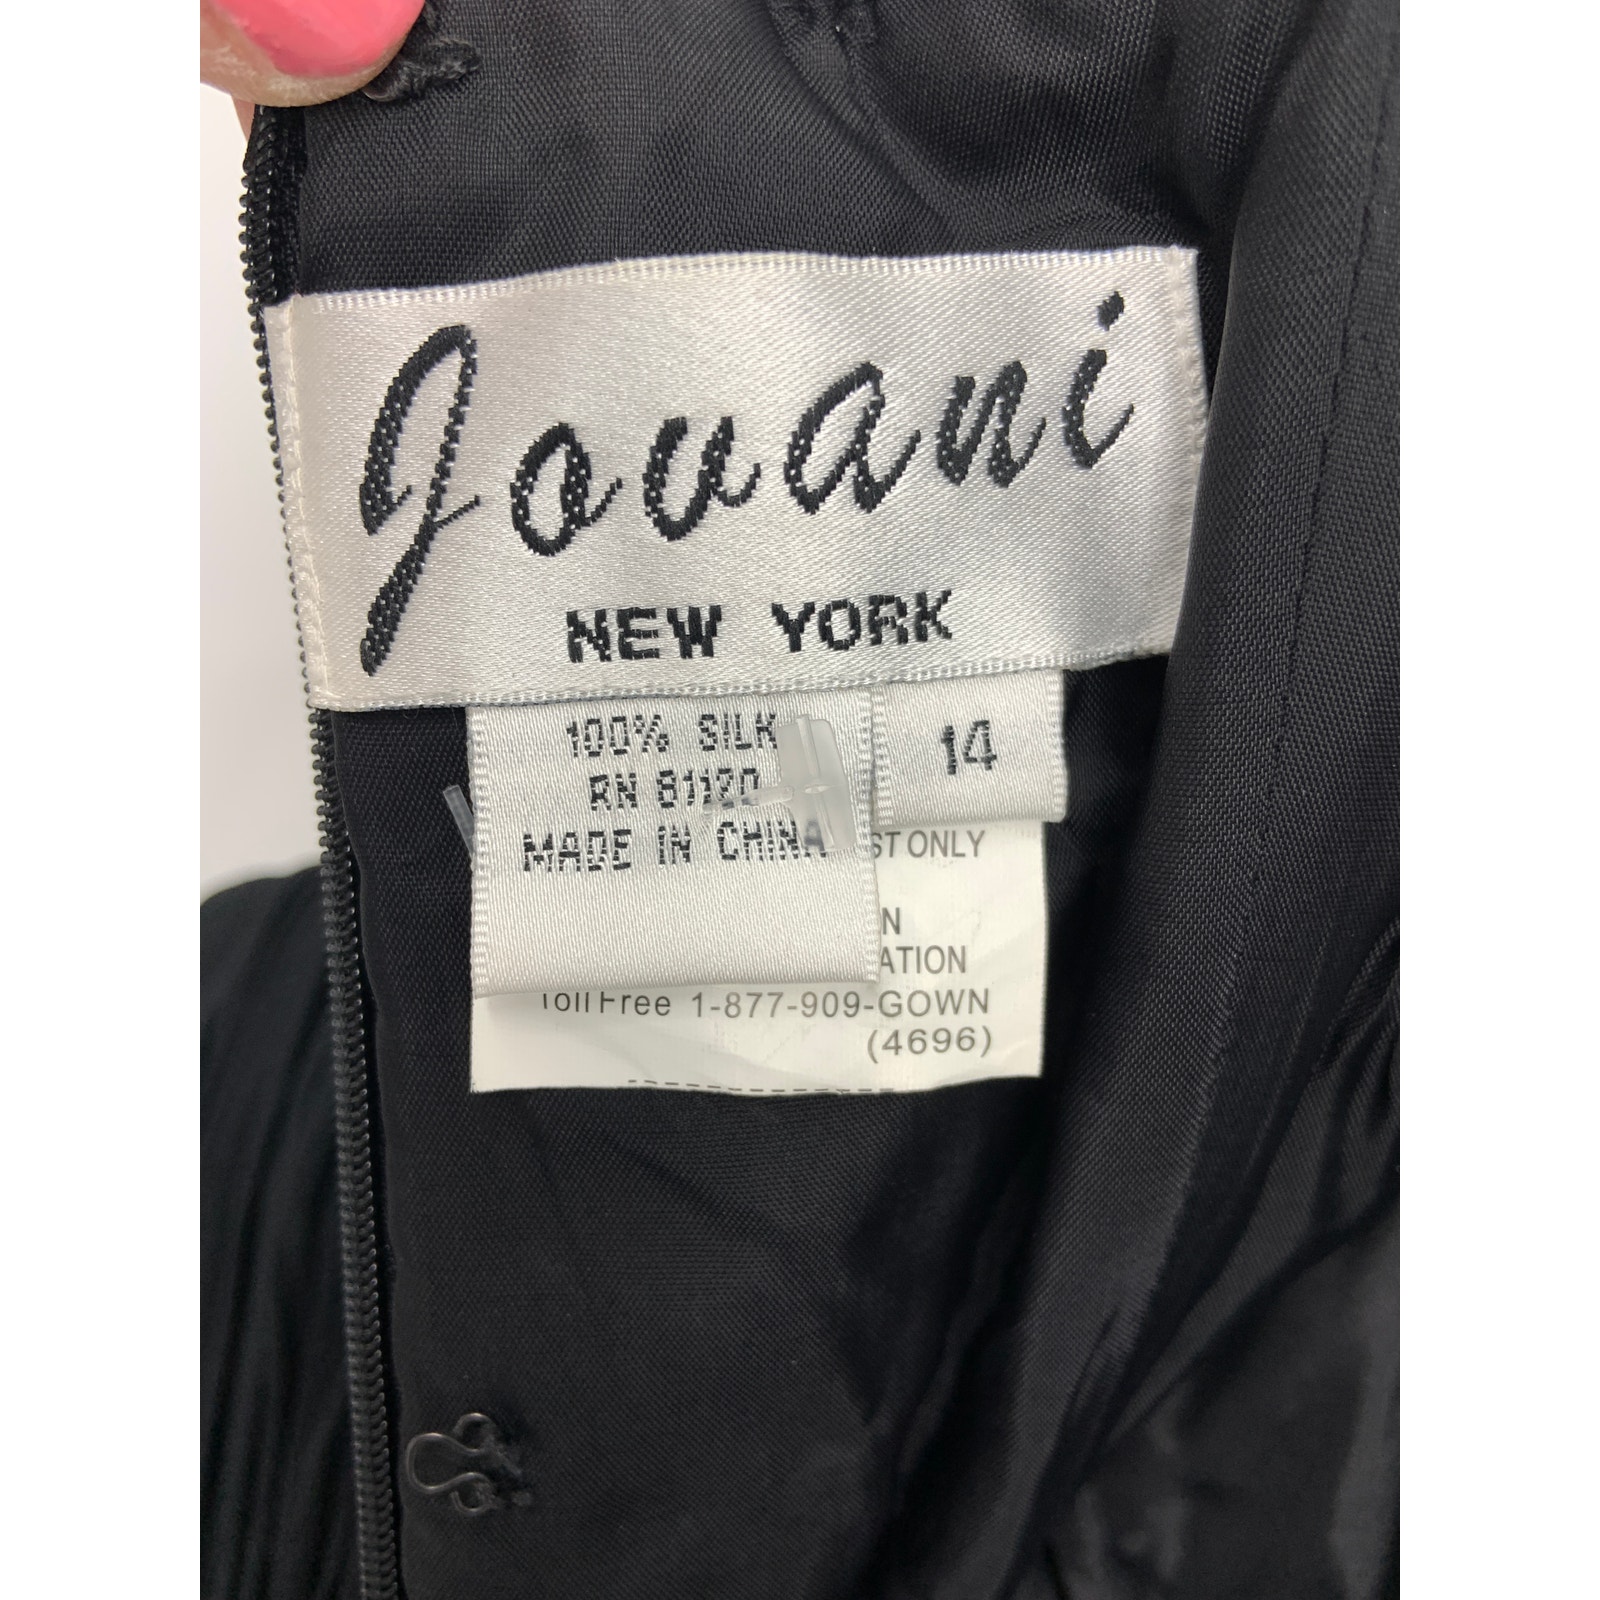 Jovani
NEW YORK
100% SILK
14
RN 81120
MADE IN CHINA
ST ONLY
N
ATION
Toll Free 1-877-909-GOWN
(4696)